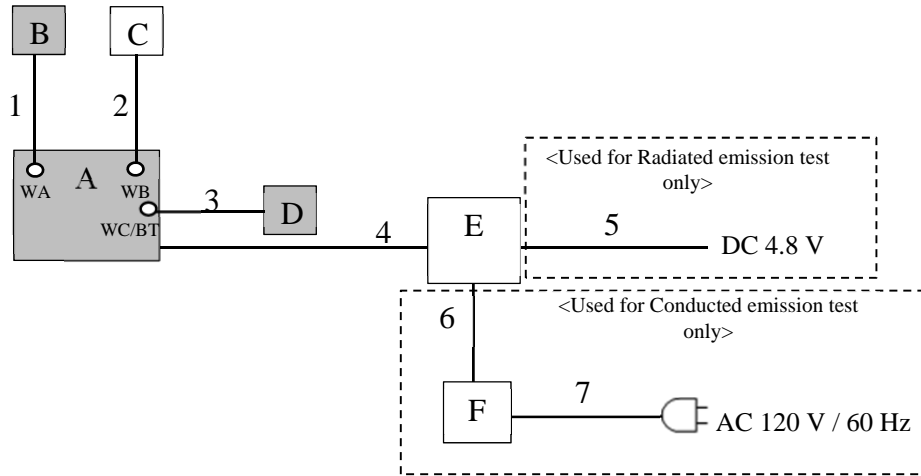 B
C
1
2
<Used for Radiated emission test
only>
A
WA
WB
3
D
WC/BT
4
E
5
DC 4.8 V
6
<Used for Conducted emission test
only>
F
7
AC 120 V / 60 Hz